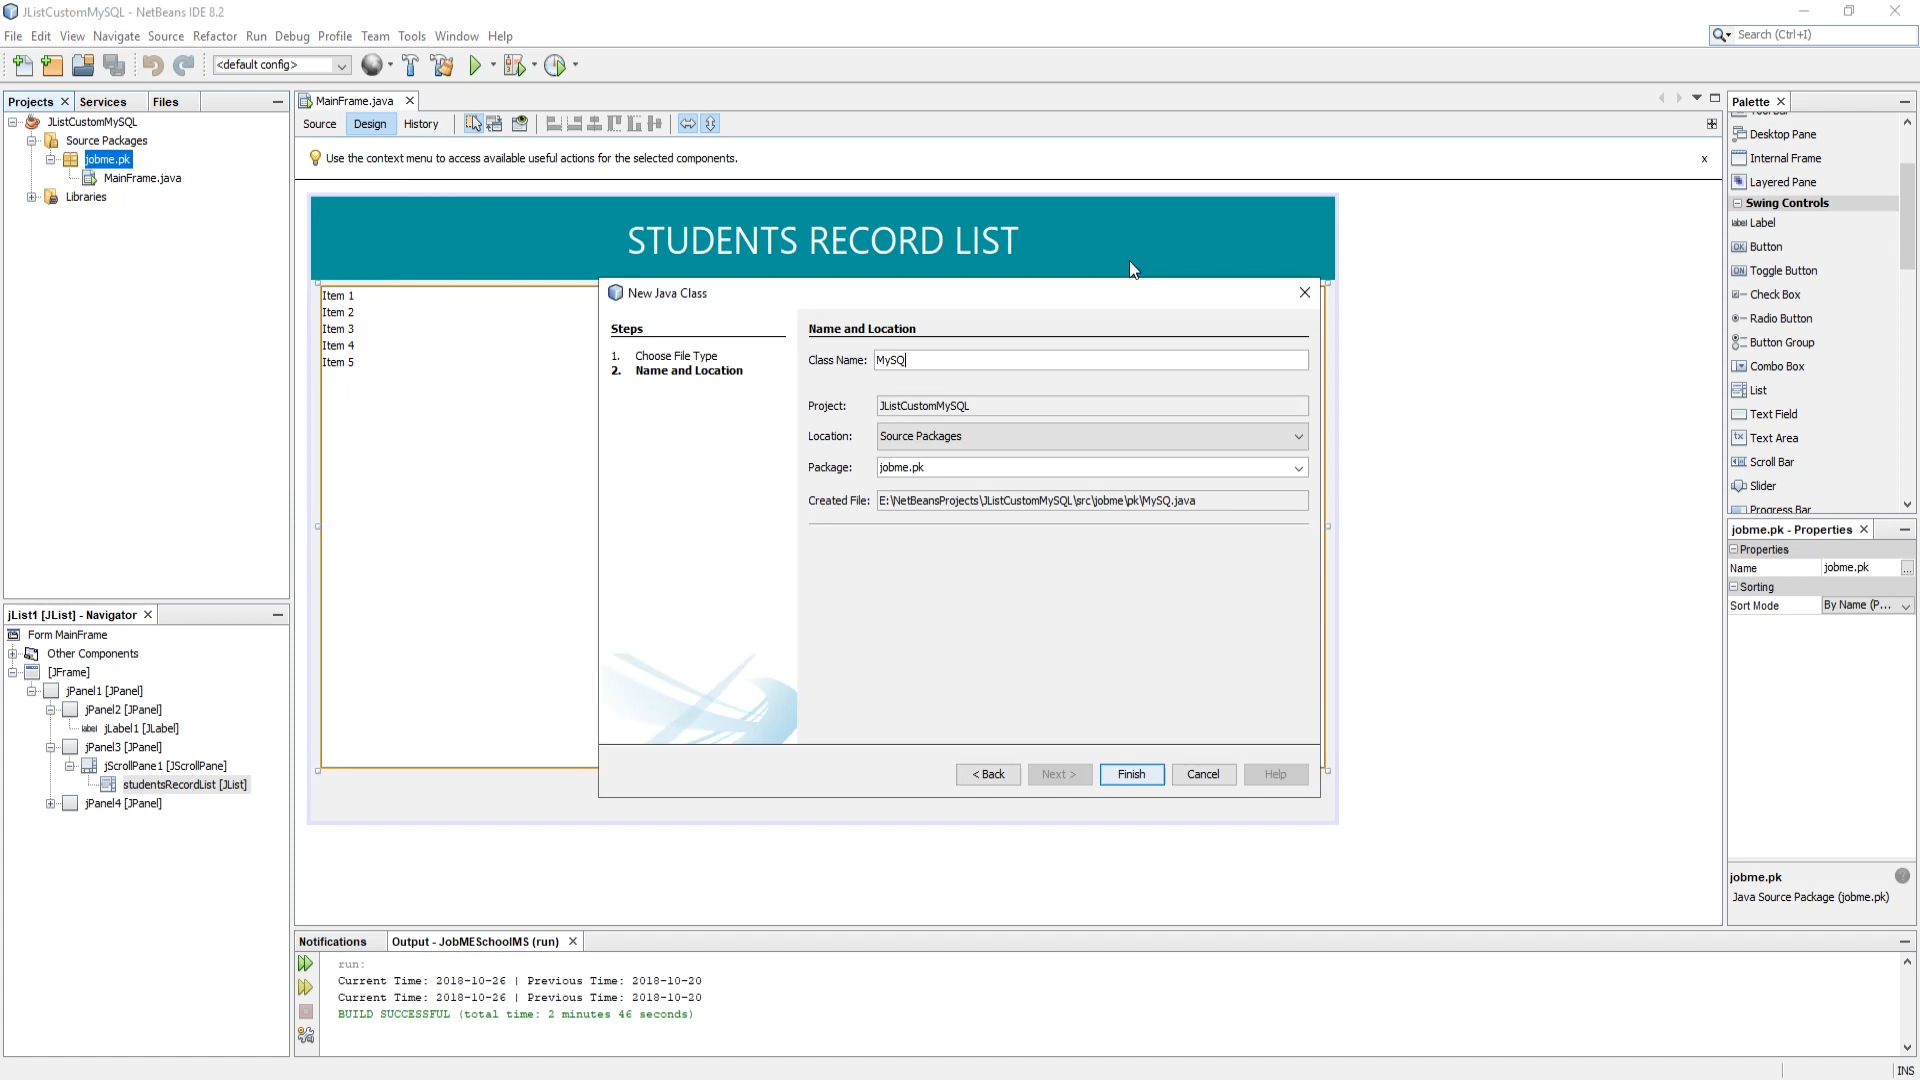 JListCustomMySQL - NetBeans IDE 8.2
File Edit View Navigate Source Refactor Run Debug Profile Team Tools Window Help
Search (Ctrl+I)
<default config>
Projects Services Files
JListCustomMySQL
Source Packages
jobme.pk
MainFrame.java
Libraries
MainFrame.java
Source Design History
Use the context menu to access available useful actions for the selected components.
x
STUDENTS RECORD LIST
Item 1
Item 2
Item 3
Item 4
Item 5
New Java Class
Steps
1. Choose File Type
2. Name and Location
Name and Location
Class Name: MySQ
Project: JListCustomMySQL
Location: Source Packages
Package: jobme.pk
Created File: E:\NetBeansProjects\JListCustomMySQL\src\jobme\pk\MySQ.java
< Back Next > Finish Cancel Help
Palette
Desktop Pane
Internal Frame
Layered Pane
Swing Controls
label Label
OK Button
ON Toggle Button
Check Box
Radio Button
Button Group
Combo Box
List
Text Field
tx Text Area
Scroll Bar
Slider
Progress Bar
jobme.pk - Properties
Properties
Name jobme.pk ...
Sorting
Sort Mode By Name (P...
jobme.pk
Java Source Package (jobme.pk)
jList1 [JList] - Navigator
Form MainFrame
Other Components
[JFrame]
jPanel1 [JPanel]
jPanel2 [JPanel]
label jLabel1 [JLabel]
jPanel3 [JPanel]
jScrollPane1 [JScrollPane]
studentsRecordList [JList]
jPanel4 [JPanel]
Notifications Output - JobMESchoolMS (run)
run:
Current Time: 2018-10-26 | Previous Time: 2018-10-20
Current Time: 2018-10-26 | Previous Time: 2018-10-20
BUILD SUCCESSFUL (total time: 2 minutes 46 seconds)
INS